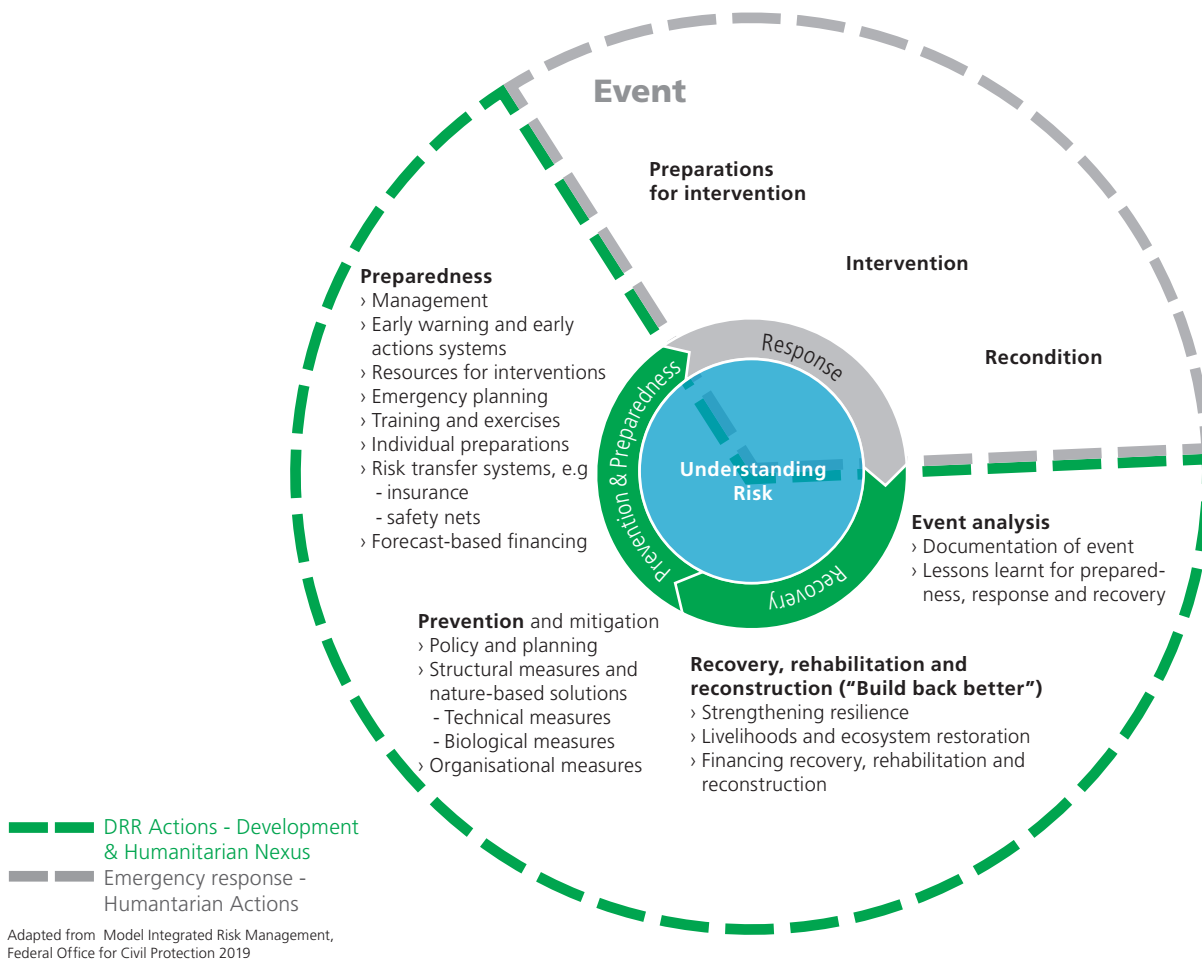 Event
Preparations
for intervention
Intervention
Recondition
Preparedness
› Management
› Early warning and early
actions systems
› Resources for interventions
› Emergency planning
› Training and exercises
› Individual preparations
› Risk transfer systems, e.g
- insurance
- safety nets
› Forecast-based financing
Response
Prevention & Preparedness
Recovery
Understanding
Risk
Event analysis
› Documentation of event
› Lessons learnt for prepared-
ness, response and recovery
Prevention and mitigation
› Policy and planning
› Structural measures and
nature-based solutions
- Technical measures
- Biological measures
› Organisational measures
Recovery, rehabilitation and
reconstruction (“Build back better”)
› Strengthening resilience
› Livelihoods and ecosystem restoration
› Financing recovery, rehabilitation and
reconstruction
DRR Actions - Development
& Humanitarian Nexus
Emergency response -
Humantarian Actions
Adapted from Model Integrated Risk Management,
Federal Office for Civil Protection 2019